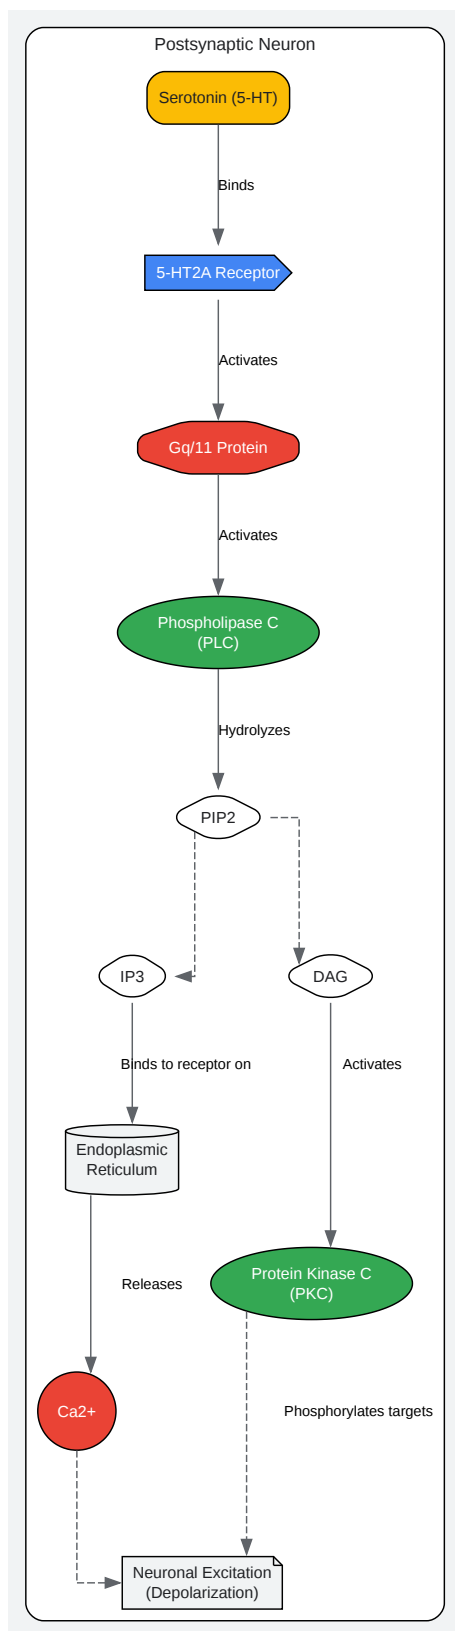 Postsynaptic Neuron
Serotonin (5-HT)
Binds
5-HT2A Receptor
Activates
Gq/11 Protein
Activates
Phospholipase C
(PLC)
Hydrolyzes
PIP2
IP3
DAG
Binds to receptor on
Activates
Endoplasmic
Reticulum
Releases
Protein Kinase C
(PKC)
Ca2+
Phosphorylates targets
Neuronal Excitation
(Depolarization)